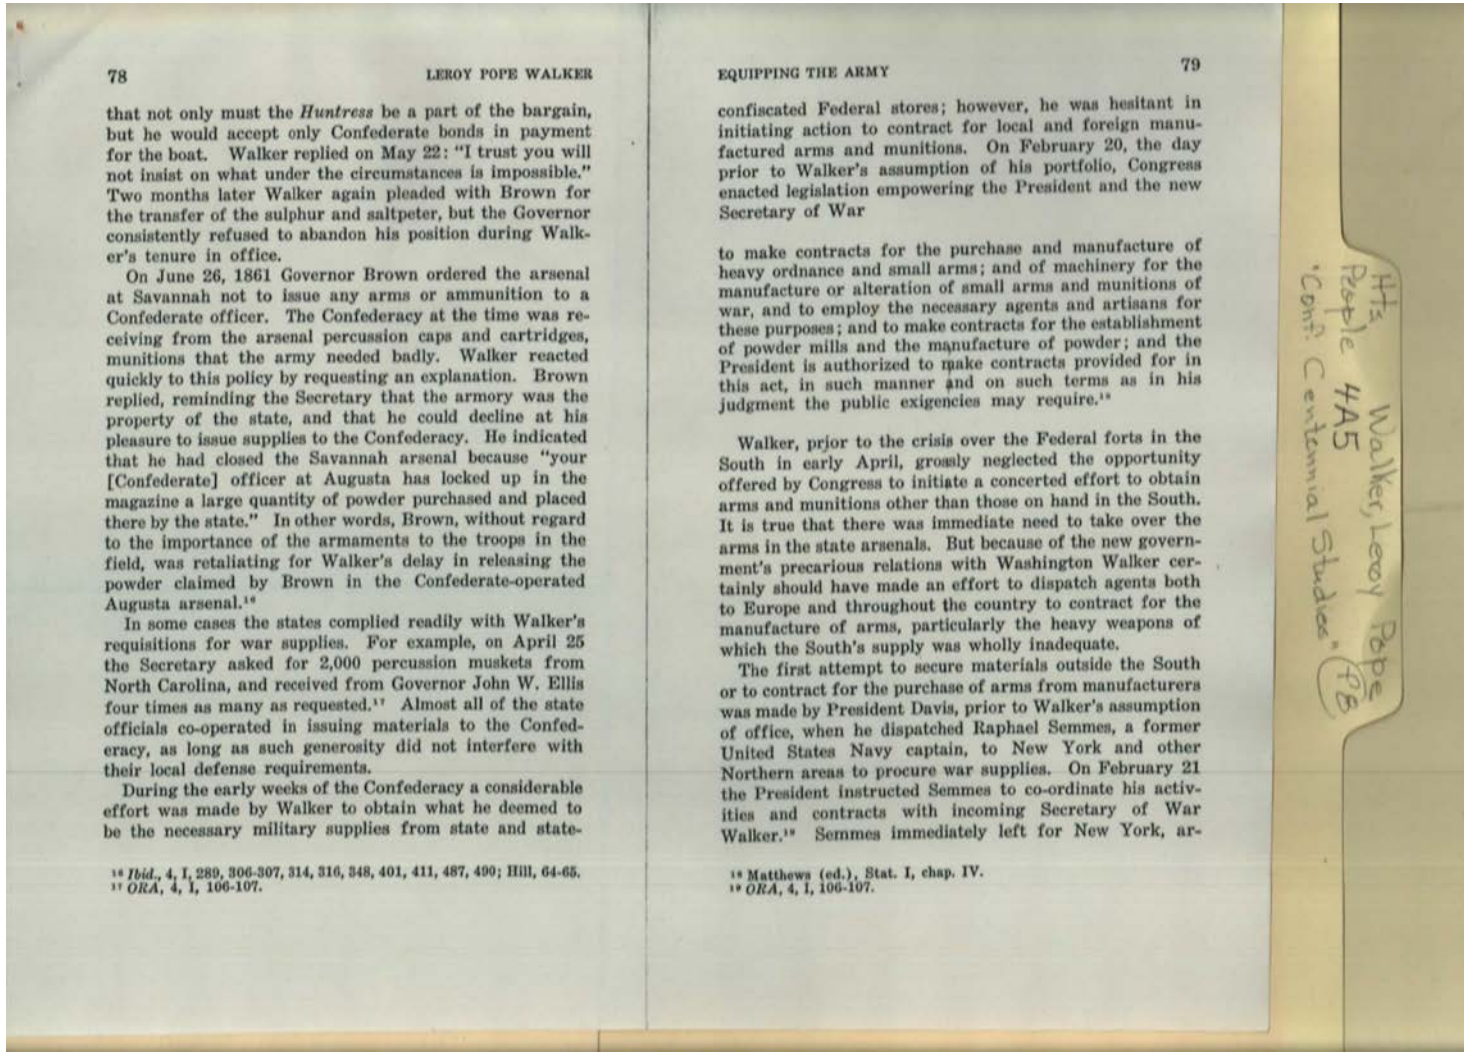 78 LEROY POPE WALKER
that not only must the Huntress be a part of the bargain,
but he would accept only Confederate bonds in payment
for the boat. Walker replied on May 22: "I trust you will
not insist on what under the circumstances is impossible."
Two months later Walker again pleaded with Brown for
the transfer of the sulphur and saltpeter, but the Governor
consistently refused to abandon his position during Walk-
er's tenure in office.
On June 26, 1861 Governor Brown ordered the arsenal
at Savannah not to issue any arms or ammunition to a
Confederate officer. The Confederacy at the time was re-
ceiving from the arsenal percussion caps and cartridges,
munitions that the army needed badly. Walker reacted
quickly to this policy by requesting an explanation. Brown
replied, reminding the Secretary that the armory was the
property of the state, and that he could decline at his
pleasure to issue supplies to the Confederacy. He indicated
that he had closed the Savannah arsenal because "your
[Confederate] officer at Augusta has locked up in the
magazine a large quantity of powder purchased and placed
there by the state." In other words, Brown, without regard
to the importance of the armaments to the troops in the
field, was retaliating for Walker's delay in releasing the
powder claimed by Brown in the Confederate-operated
Augusta arsenal.¹⁶
In some cases the states complied readily with Walker's
requisitions for war supplies. For example, on April 25
the Secretary asked for 2,000 percussion muskets from
North Carolina, and received from Governor John W. Ellis
four times as many as requested.¹⁷ Almost all of the state
officials co-operated in issuing materials to the Confed-
eracy, as long as such generosity did not interfere with
their local defense requirements.
During the early weeks of the Confederacy a considerable
effort was made by Walker to obtain what he deemed to
be the necessary military supplies from state and state-
¹⁶ Ibid., 4, I, 289, 306-307, 314, 316, 348, 401, 411, 487, 490; Hill, 64-65.
¹⁷ ORA, 4, I, 106-107.
EQUIPPING THE ARMY 79
confiscated Federal stores; however, he was hesitant in
initiating action to contract for local and foreign manu-
factured arms and munitions. On February 20, the day
prior to Walker's assumption of his portfolio, Congress
enacted legislation empowering the President and the new
Secretary of War
to make contracts for the purchase and manufacture of
heavy ordnance and small arms; and of machinery for the
manufacture or alteration of small arms and munitions of
war, and to employ the necessary agents and artisans for
these purposes; and to make contracts for the establishment
of powder mills and the manufacture of powder; and the
President is authorized to make contracts provided for in
this act, in such manner and on such terms as in his
judgment the public exigencies may require.¹⁸
Walker, prior to the crisis over the Federal forts in the
South in early April, grossly neglected the opportunity
offered by Congress to initiate a concerted effort to obtain
arms and munitions other than those on hand in the South.
It is true that there was immediate need to take over the
arms in the state arsenals. But because of the new govern-
ment's precarious relations with Washington Walker cer-
tainly should have made an effort to dispatch agents both
to Europe and throughout the country to contract for the
manufacture of arms, particularly the heavy weapons of
which the South's supply was wholly inadequate.
The first attempt to secure materials outside the South
or to contract for the purchase of arms from manufacturers
was made by President Davis, prior to Walker's assumption
of office, when he dispatched Raphael Semmes, a former
United States Navy captain, to New York and other
Northern areas to procure war supplies. On February 21
the President instructed Semmes to co-ordinate his activ-
ities and contracts with incoming Secretary of War
Walker.¹⁹ Semmes immediately left for New York, ar-
¹⁸ Matthews (ed.), Stat. I, chap. IV.
¹⁹ ORA, 4, I, 106-107.
Hts Walker, Leroy Pope
People 4A5 PB
"Conf. Centennial Studies"